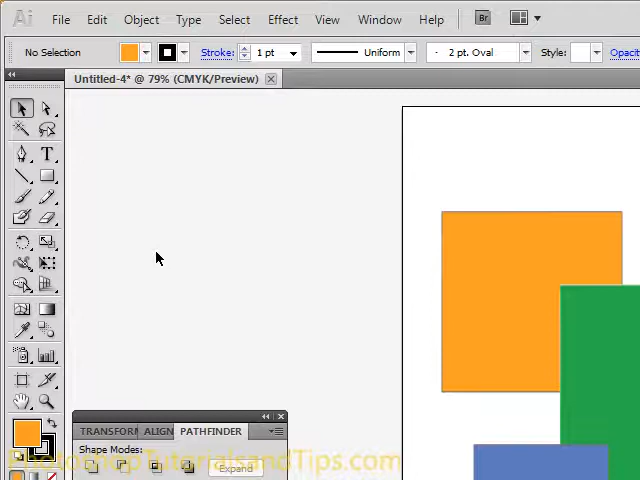 Ai File Edit Object Type Select Effect View Window Help Br
No Selection Stroke: 1 pt Uniform 2 pt. Oval Style: Opacit
Untitled-4* @ 79% (CMYK/Preview)
TRANSFORM ALIGN PATHFINDER
Shape Modes:
Expand
PhotoshopTutorialsandTips.com